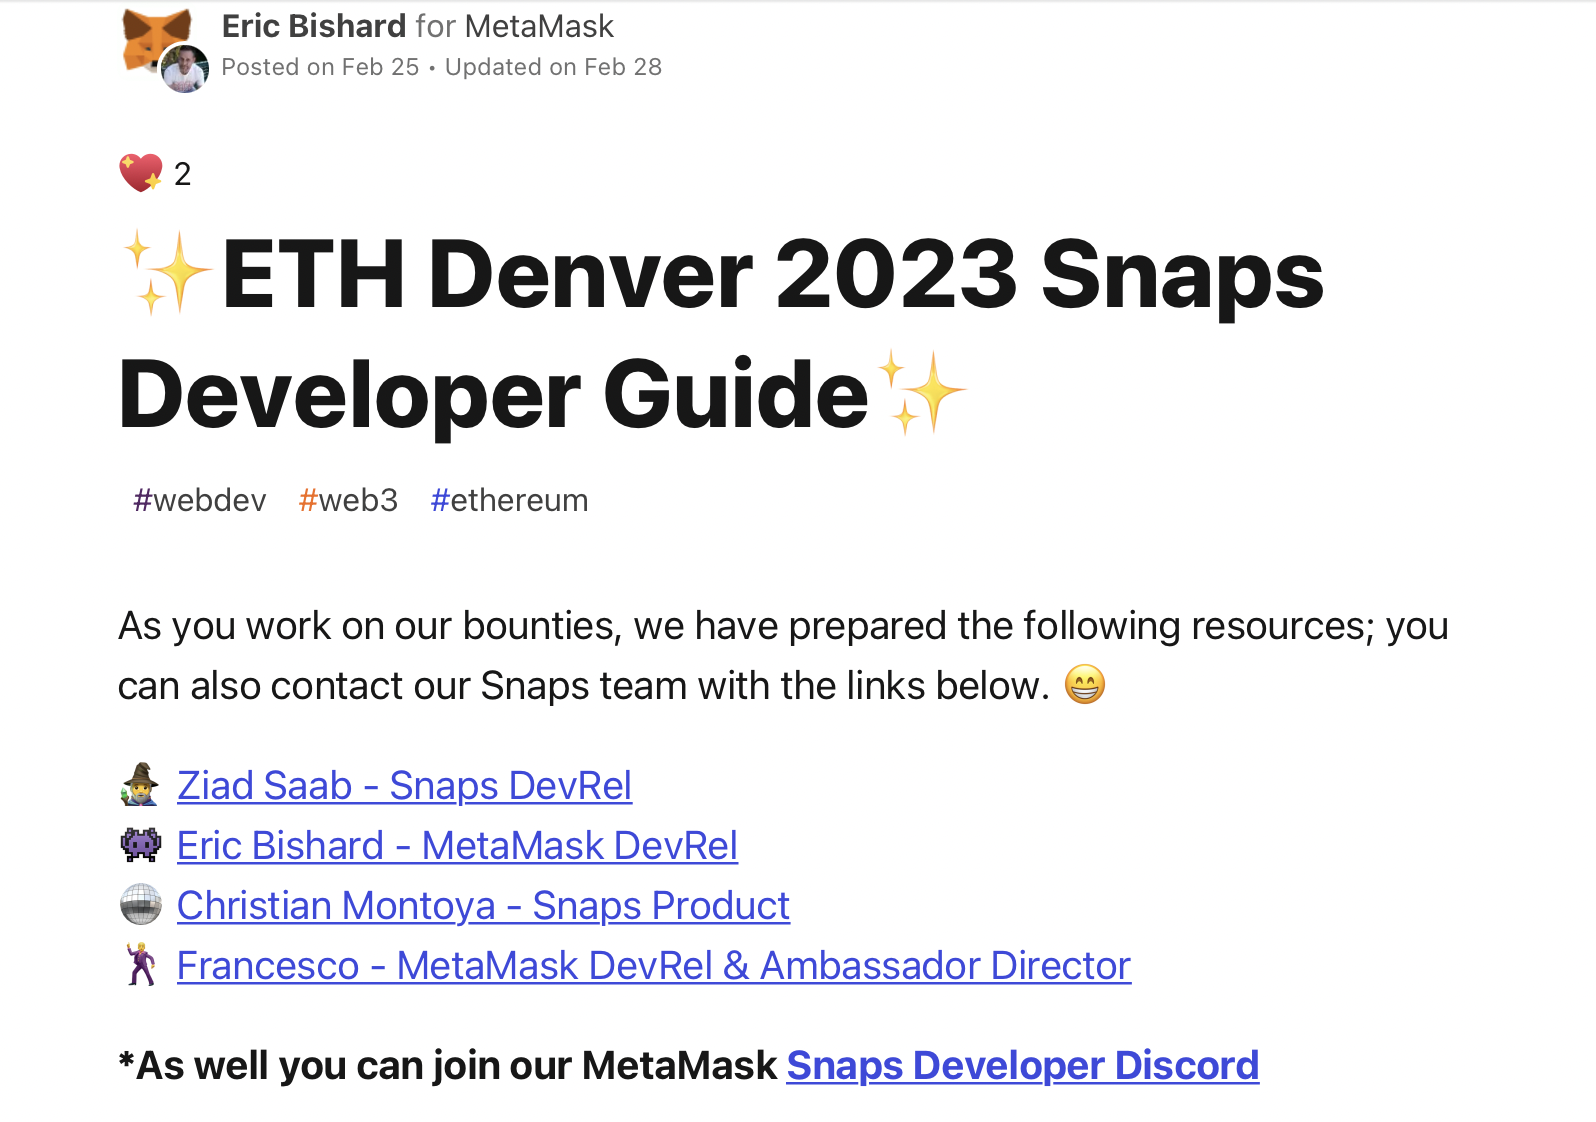 Eric Bishard for MetaMask
Posted on Feb 25 • Updated on Feb 28
💖 2
✨ETH Denver 2023 Snaps
Developer Guide✨
#webdev #web3 #ethereum
As you work on our bounties, we have prepared the following resources; you
can also contact our Snaps team with the links below. 😁
🧙‍♂️ Ziad Saab - Snaps DevRel
👾 Eric Bishard - MetaMask DevRel
🪩 Christian Montoya - Snaps Product
🕺 Francesco - MetaMask DevRel & Ambassador Director
*As well you can join our MetaMask Snaps Developer Discord